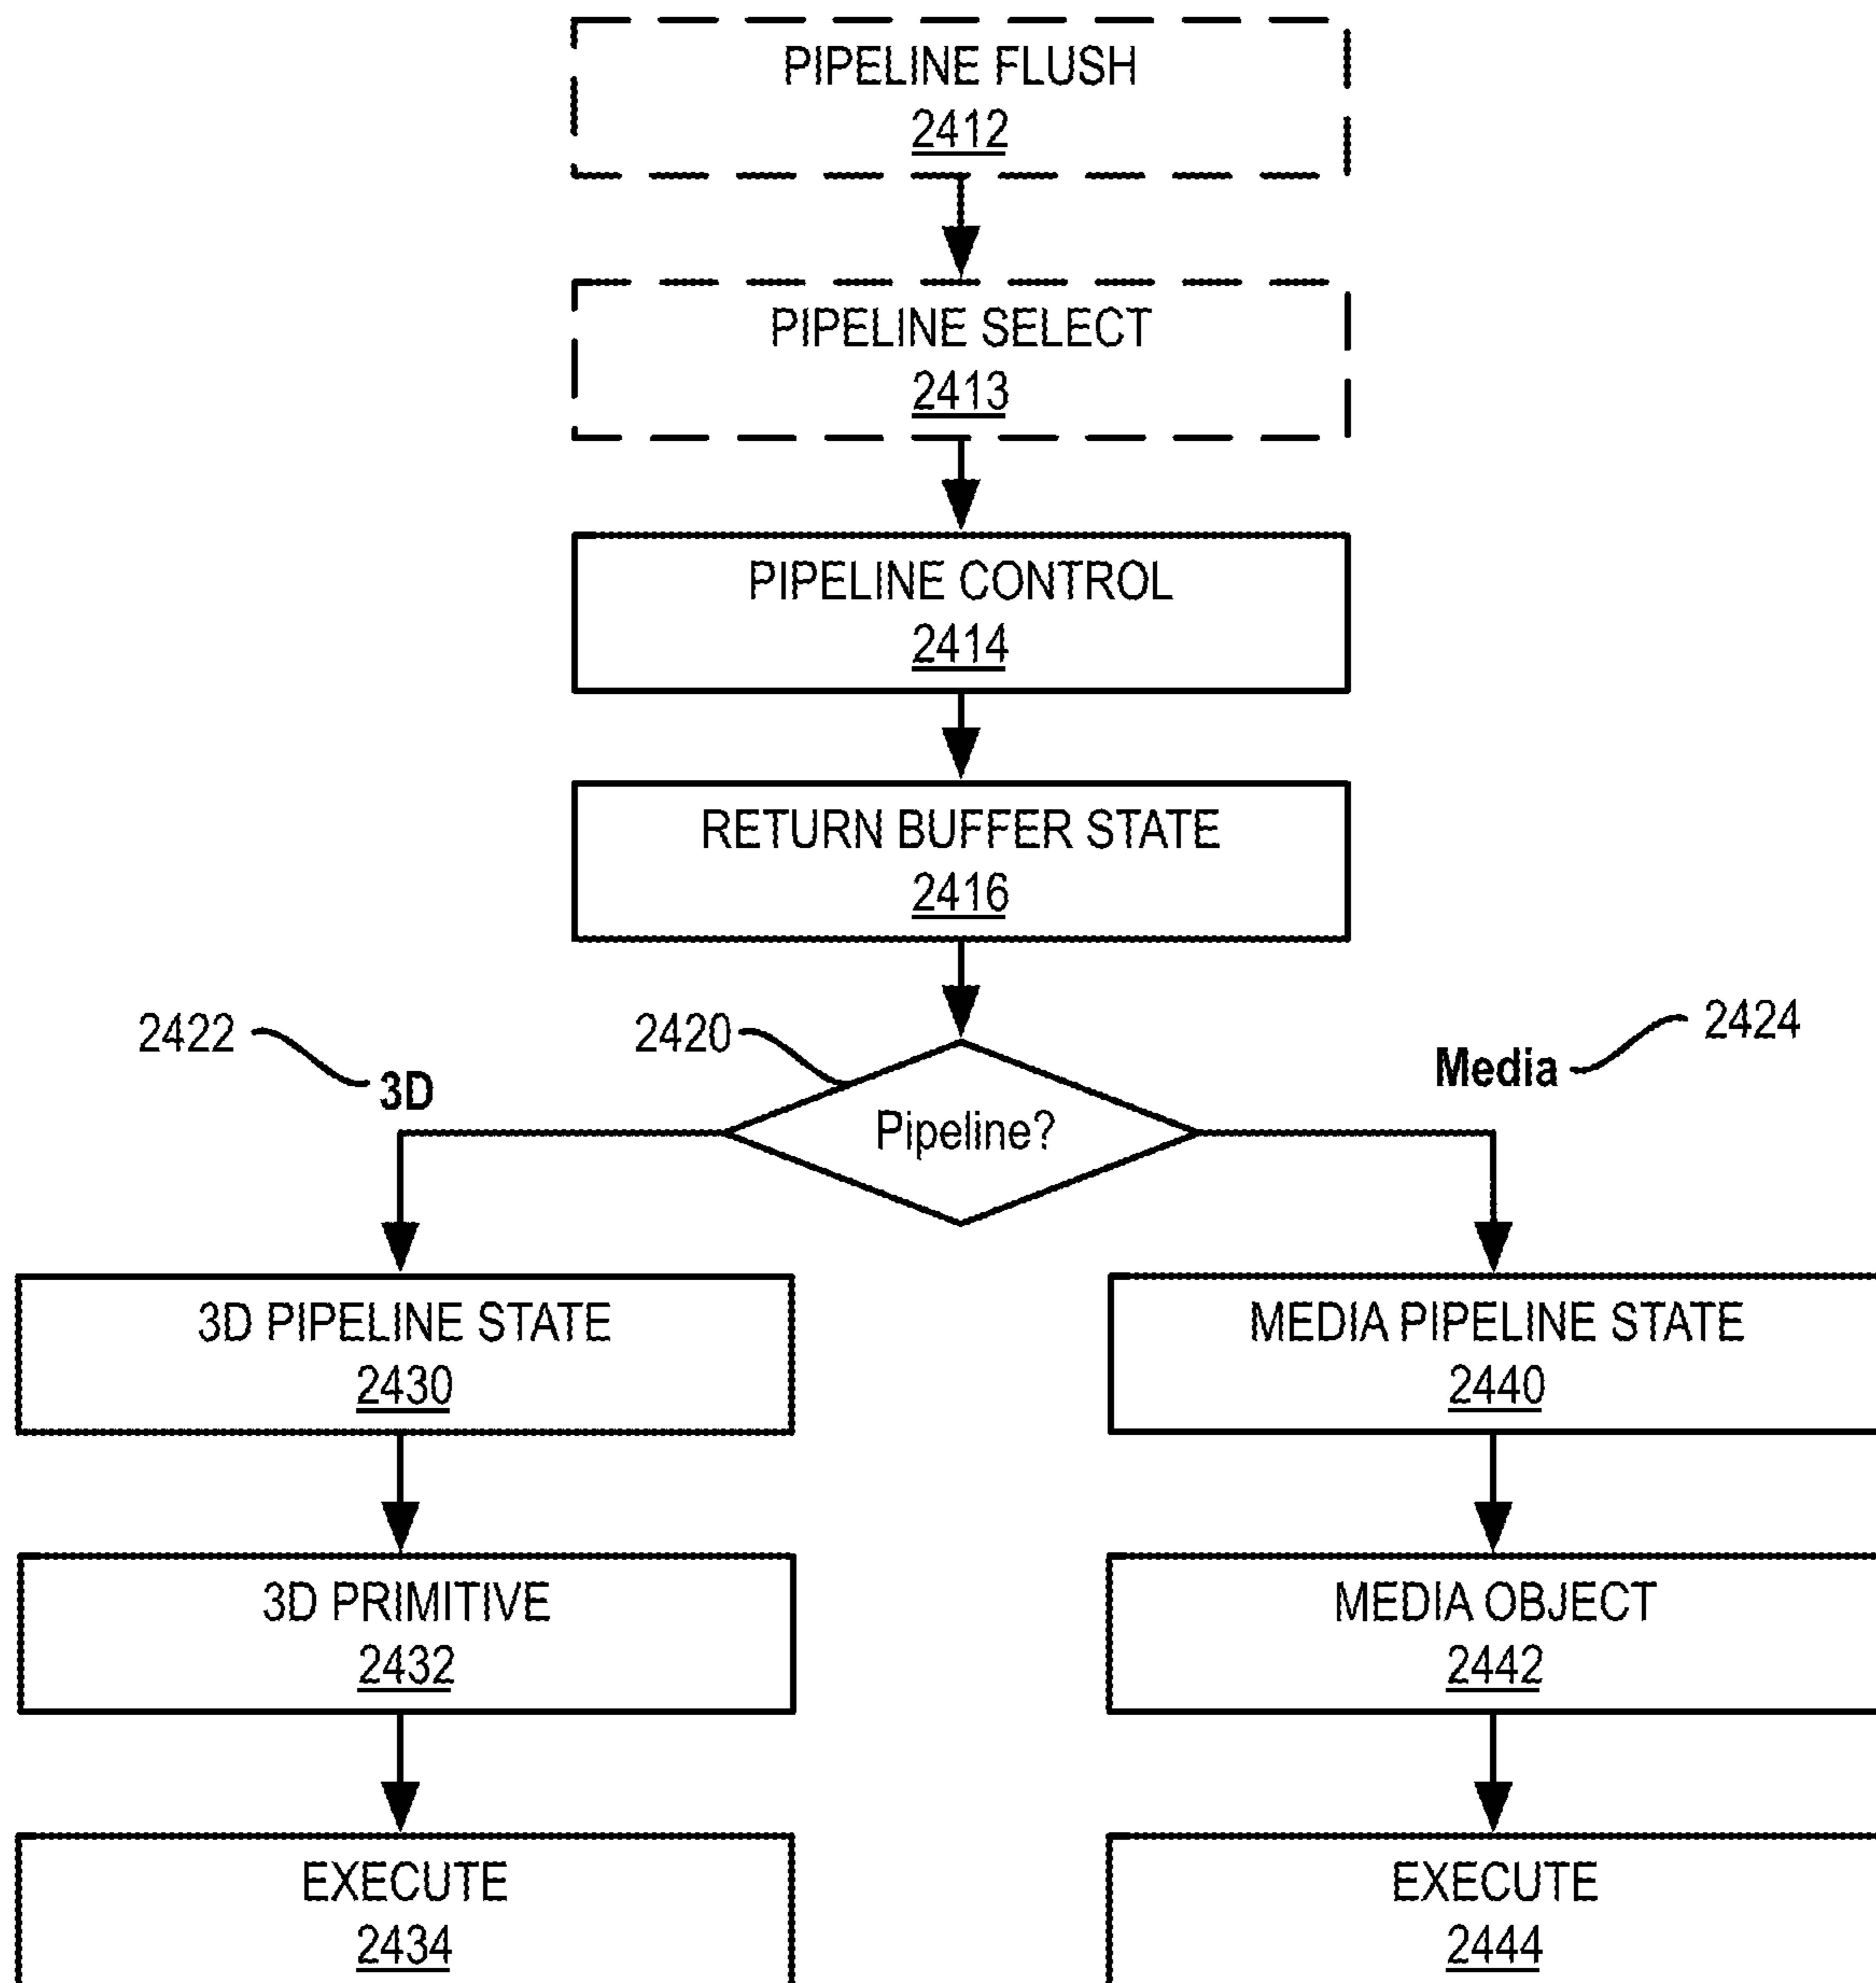 PIPELINE FLUSH
2412
PIPELINE SELECT
2413
PIPELINE CONTROL
2414
RETURN BUFFER STATE
2416
2422
3D
2420
Pipeline?
Media
2424
3D PIPELINE STATE
2430
MEDIA PIPELINE STATE
2440
3D PRIMITIVE
2432
MEDIA OBJECT
2442
EXECUTE
2434
EXECUTE
2444